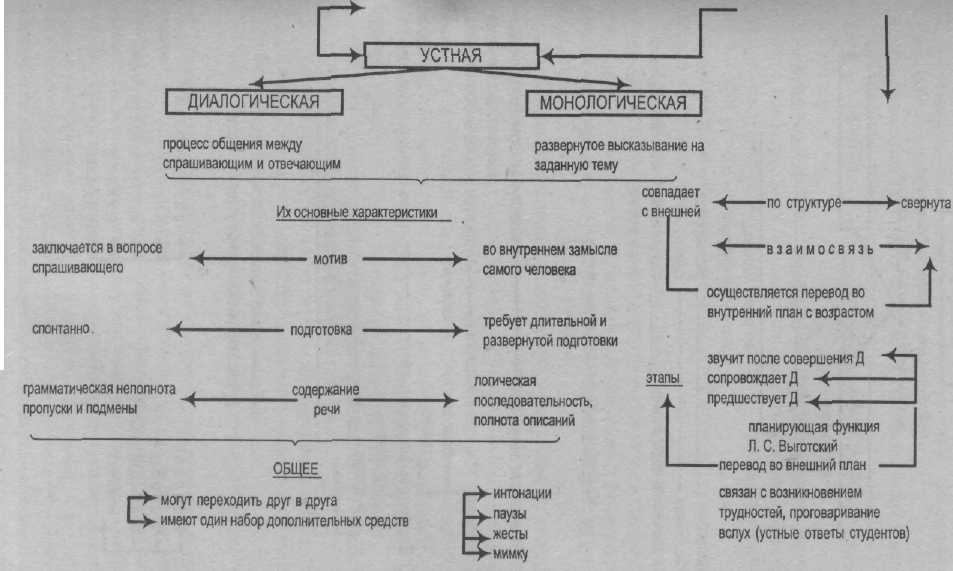 УСТНАЯ
ДИАЛОГИЧЕСКАЯ
МОНОЛОГИЧЕСКАЯ
процесс общения между
спрашивающим и отвечающим
развернутое высказывание на
заданную тему
совпадает
с внешней
по структуре
свернута
Их основные характеристики
взаимосвязь
заключается в вопросе
спрашивающего
мотив
во внутреннем замысле
самого человека
осуществляется перевод во
внутренний план с возрастом
спонтанно.
подготовка
требует длительной и
развернутой подготовки
звучит после совершения Д
этапы
сопровождает Д
предшествует Д
грамматическая неполнота
пропуски и подмены
содержание
речи
логическая
последовательность,
полнота описаний
планирующая функция
Л. С. Выготский
перевод во внешний план
ОБЩЕЕ
могут переходить друг в друга
имеют один набор дополнительных средств
интонации
паузы
жесты
мимку
связан с возникновением
трудностей, проговаривание
вслух (устные ответы студентов)